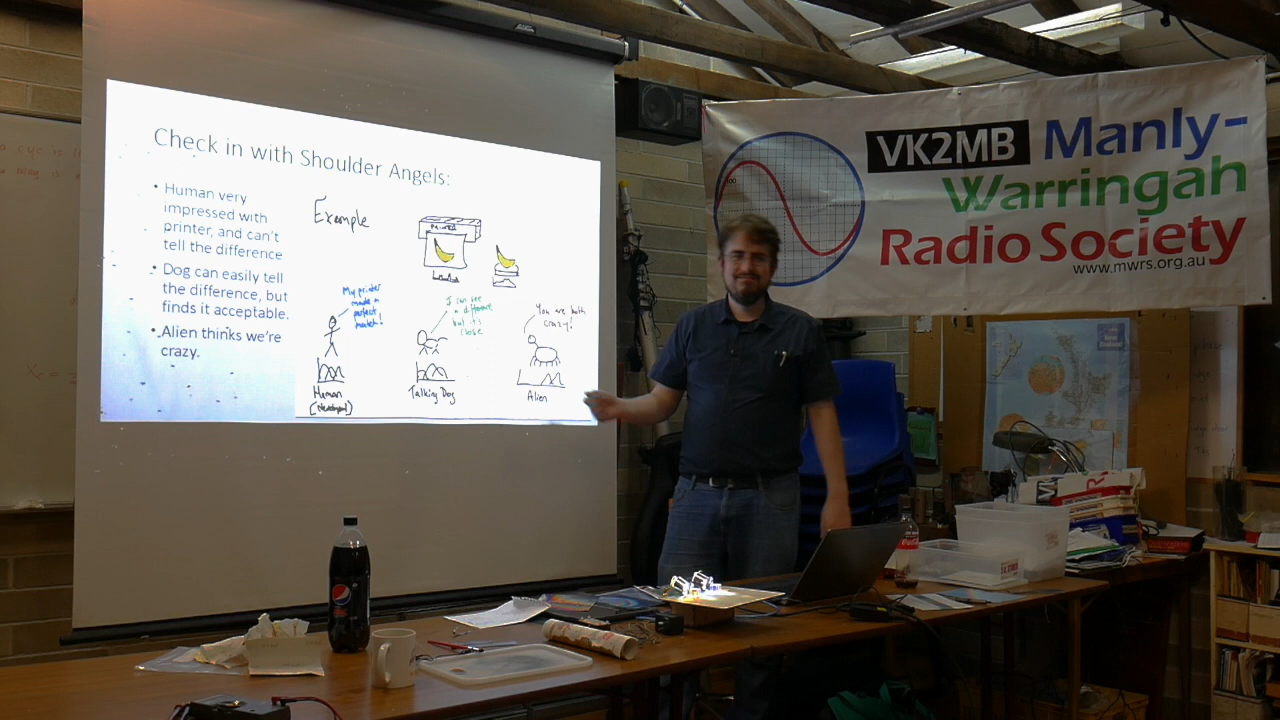 Check in with Shoulder Angels:
• Human very
impressed with
printer, and can't
tell the difference
• Dog can easily tell
the difference, but
finds it acceptable.
• Alien thinks we're
crazy.
Example
PRINTER
My printer
made a
perfect
match!
I can see
a difference
but it's
close
You are both
crazy!
Human
Talking Dog
Alien
VK2MB Manly-
Warringah
Radio Society
www.mwrs.org.au
pepsi